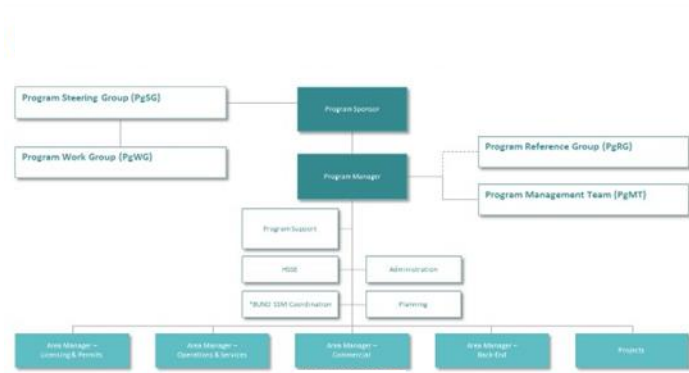 Program Steering Group (PgSG)
Program Sponsor
Program Work Group (PgWG)
Program Reference Group (PgRG)
Program Manager
Program Management Team (PgMT)
Program Support
HSSE
Administration
Coordination
Planning
Area Manager –
Licensing & Permits
Area Manager –
Operations & Services
Area Manager –
Commercial
Area Manager –
Back-End
Projects